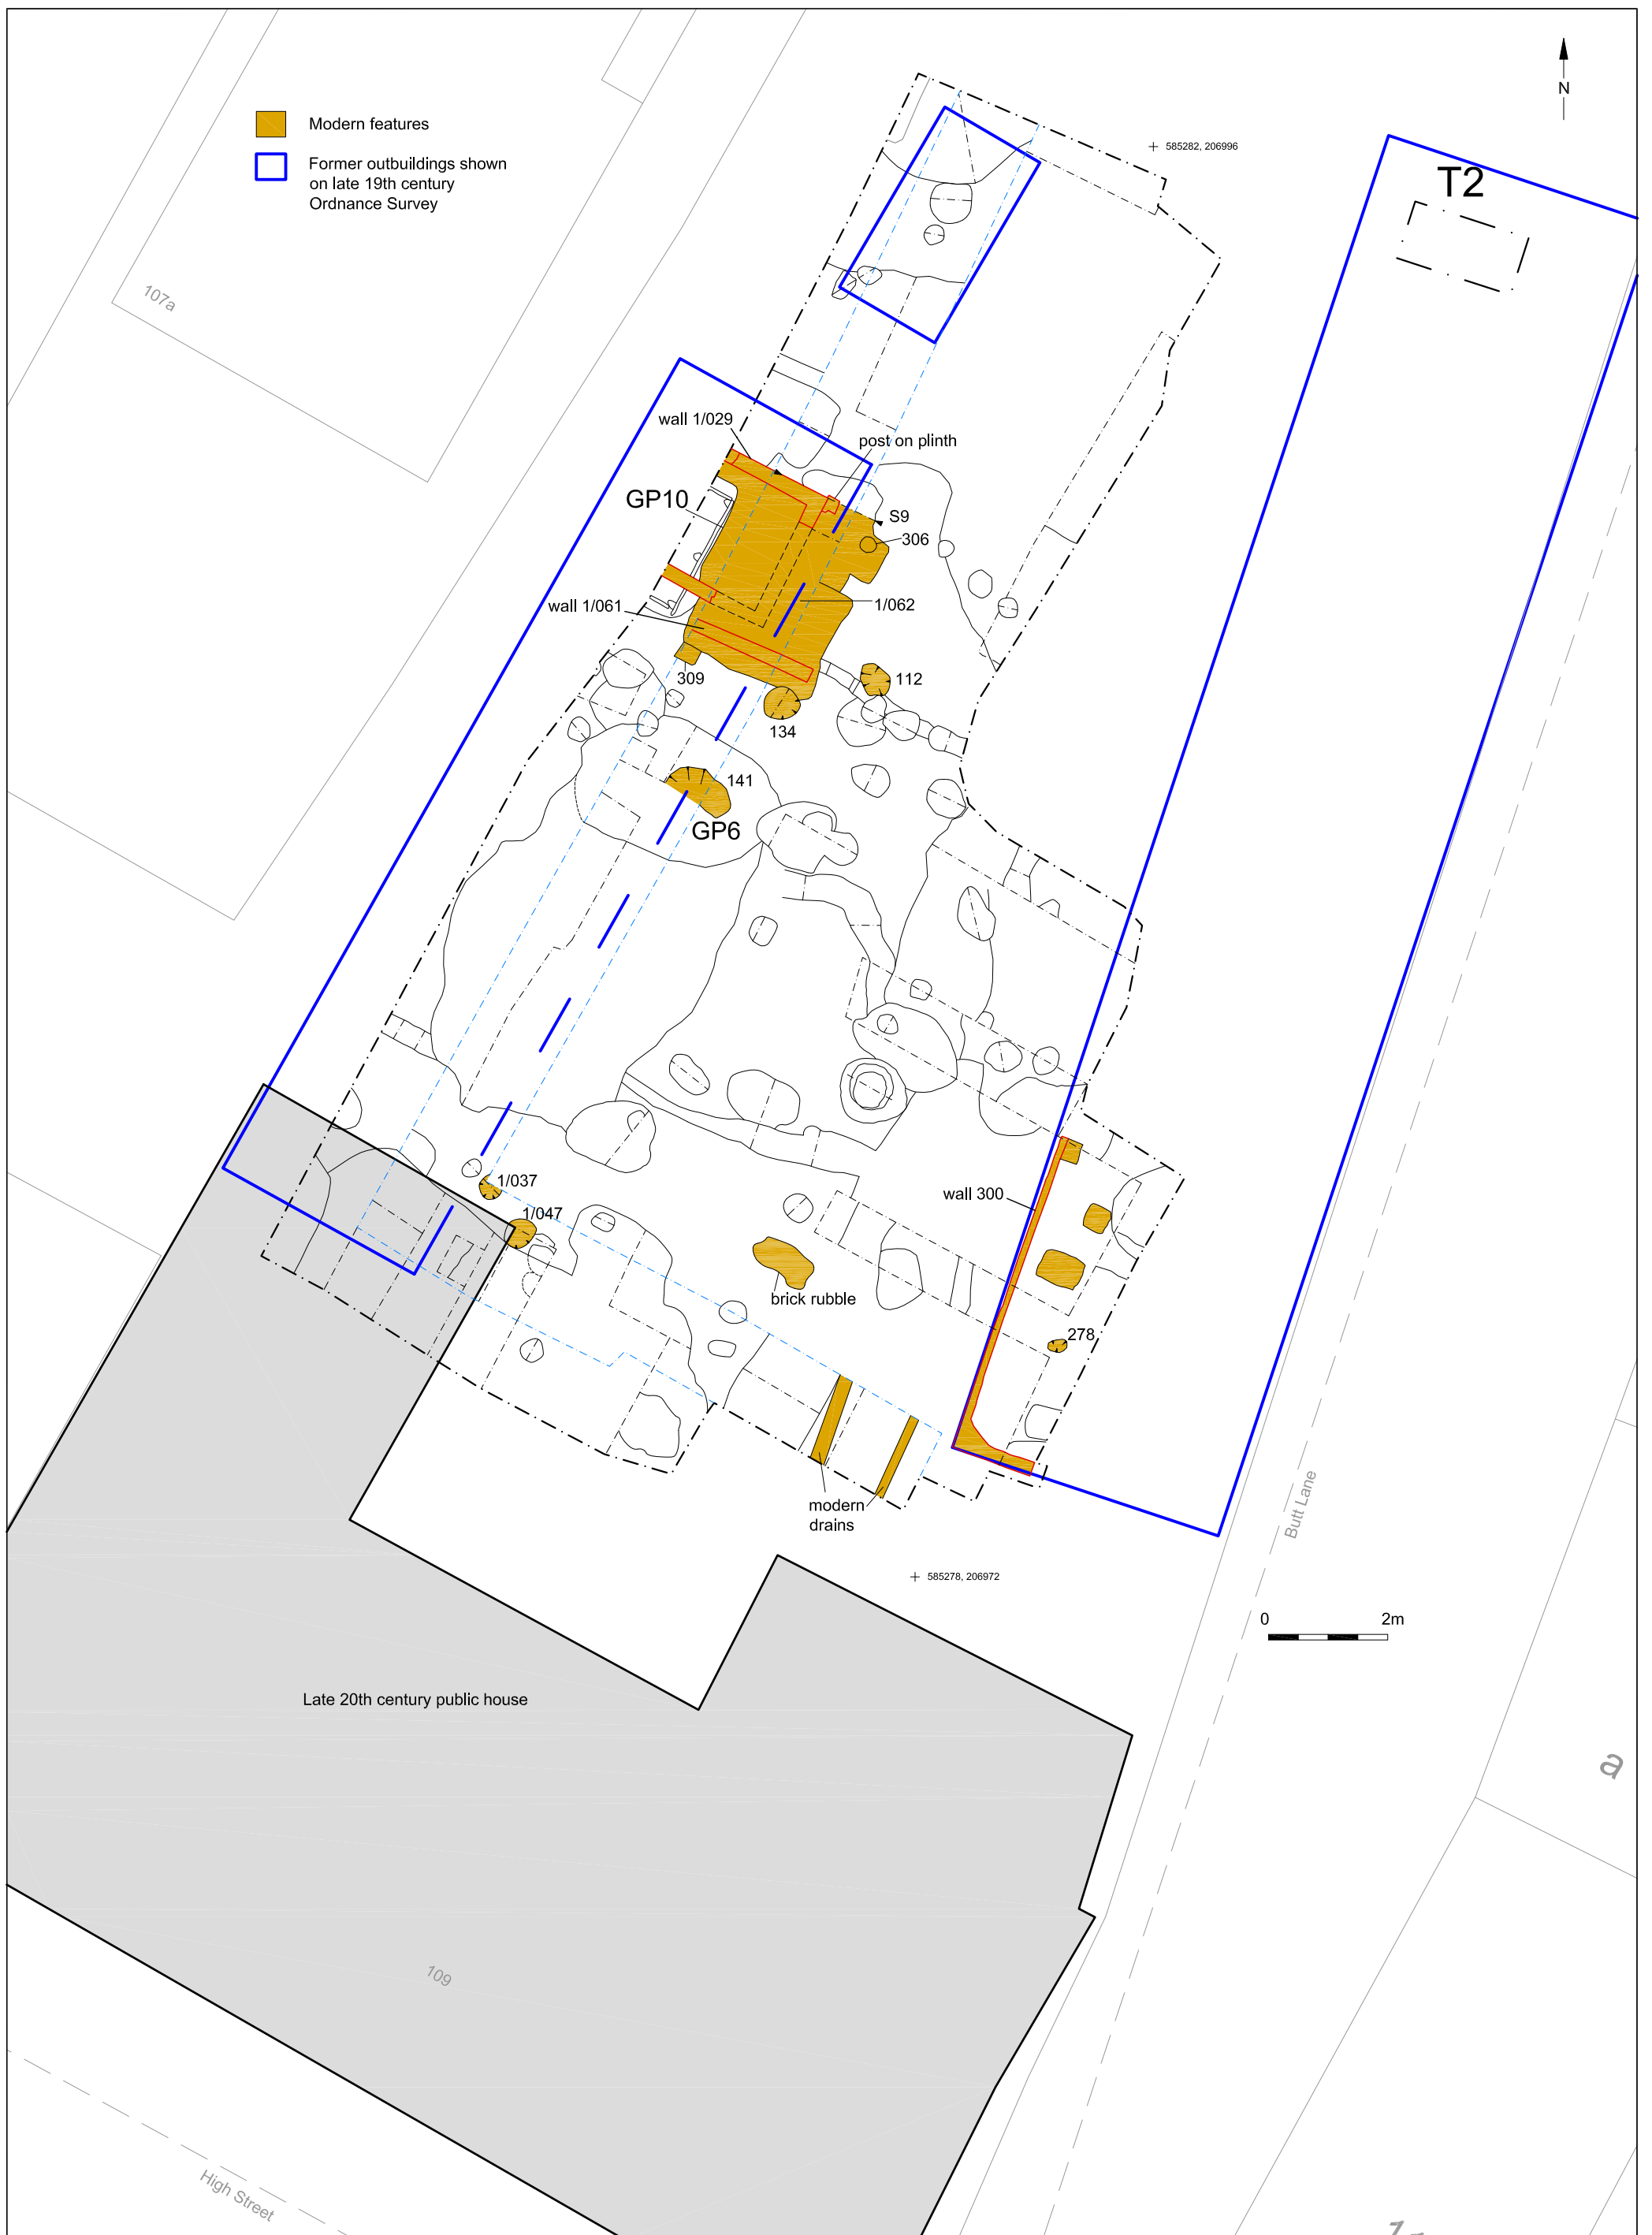 N
T2
585282, 206996
Modern features
Former outbuildings shown
on late 19th century
Ordnance Survey
107a
wall 1/029
post on plinth
GP10
S9
306
wall 1/061
1/062
309
112
134
141
GP6
1/037
1/047
wall 300
brick rubble
278
modern
drains
Butt Lane
585278, 206972
0 2m
Late 20th century public house
a
109
High Street